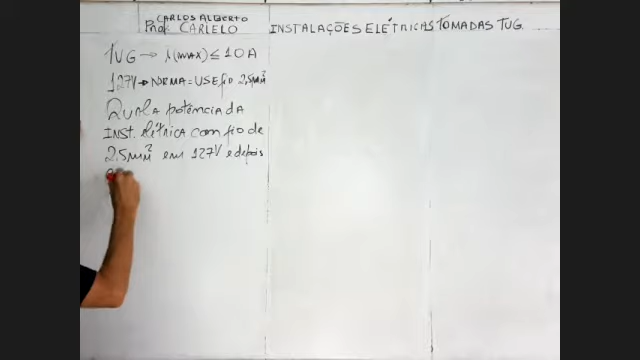 CARLOS ALBERTO
Prof. CARLELO
INSTALAÇÕES ELÉTRICAS TOMADAS TUG.
TUG → i(max) ≤ 10A
127V → NORMA = USE fio 2,5mm²
Qual a potência da
INST. elétrica com fio de
2,5mm² em 127V e depois